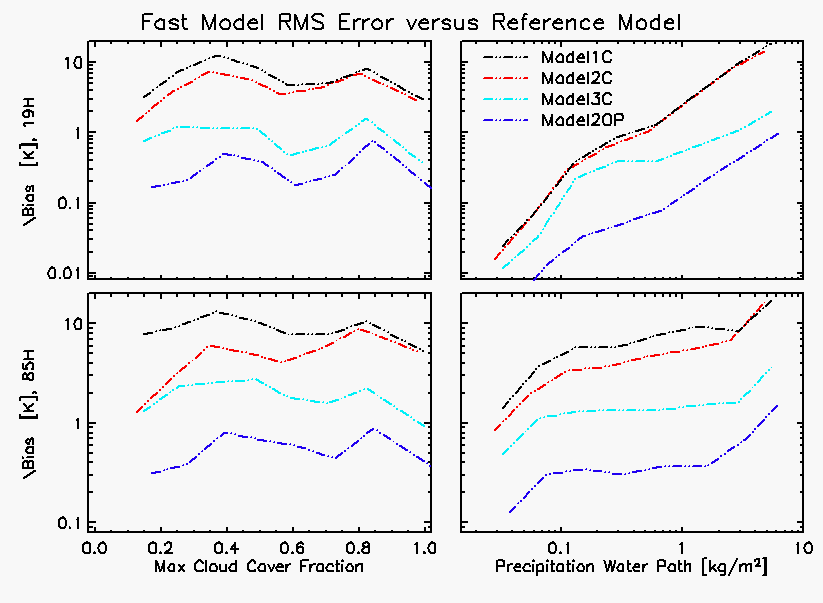 Fast Model RMS Error versus Reference Model
10
1
0.1
0.01
\Bias [K], 19H
Model1C
Model2C
Model3C
Model20P
10
1
0.1
\Bias [K], 85H
0.0 0.2 0.4 0.6 0.8 1.0
Max Cloud Cover Fraction
0.1 1 10
Precipitation Water Path [kg/m²]